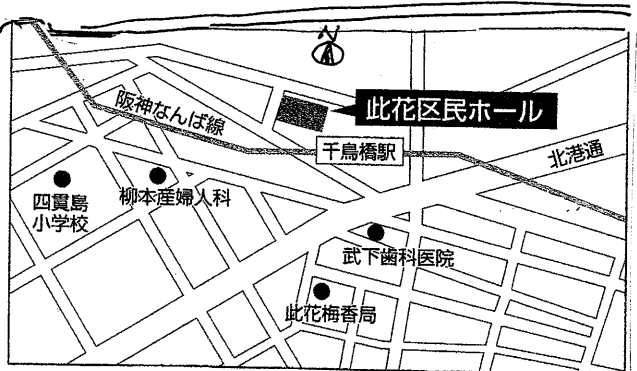 N
此花区民ホール
阪神なんば線
千鳥橋駅
北港通
四貫島
小学校
柳本産婦人科
武下歯科医院
此花梅香局